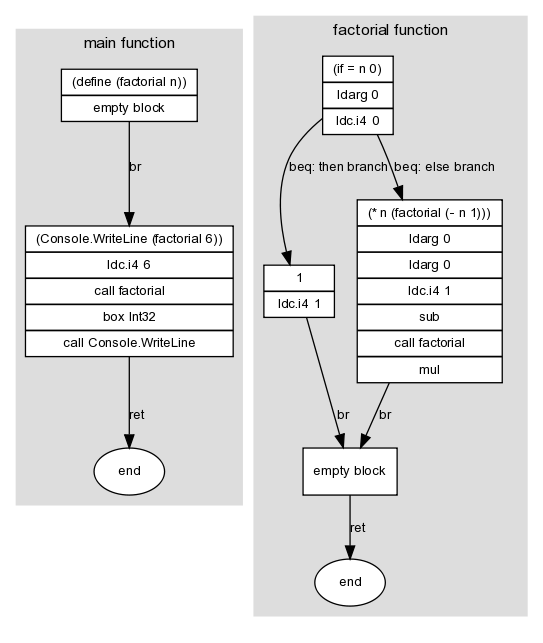 main function
(define (factorial n))
empty block
br
(Console.WriteLine (factorial 6))
ldc.i4 6
call factorial
box Int32
call Console.WriteLine
ret
end
factorial function
(if = n 0)
ldarg 0
ldc.i4 0
beq: then branch
beq: else branch
1
ldc.i4 1
(* n (factorial (- n 1)))
ldarg 0
ldarg 0
ldc.i4 1
sub
call factorial
mul
br
br
empty block
ret
end